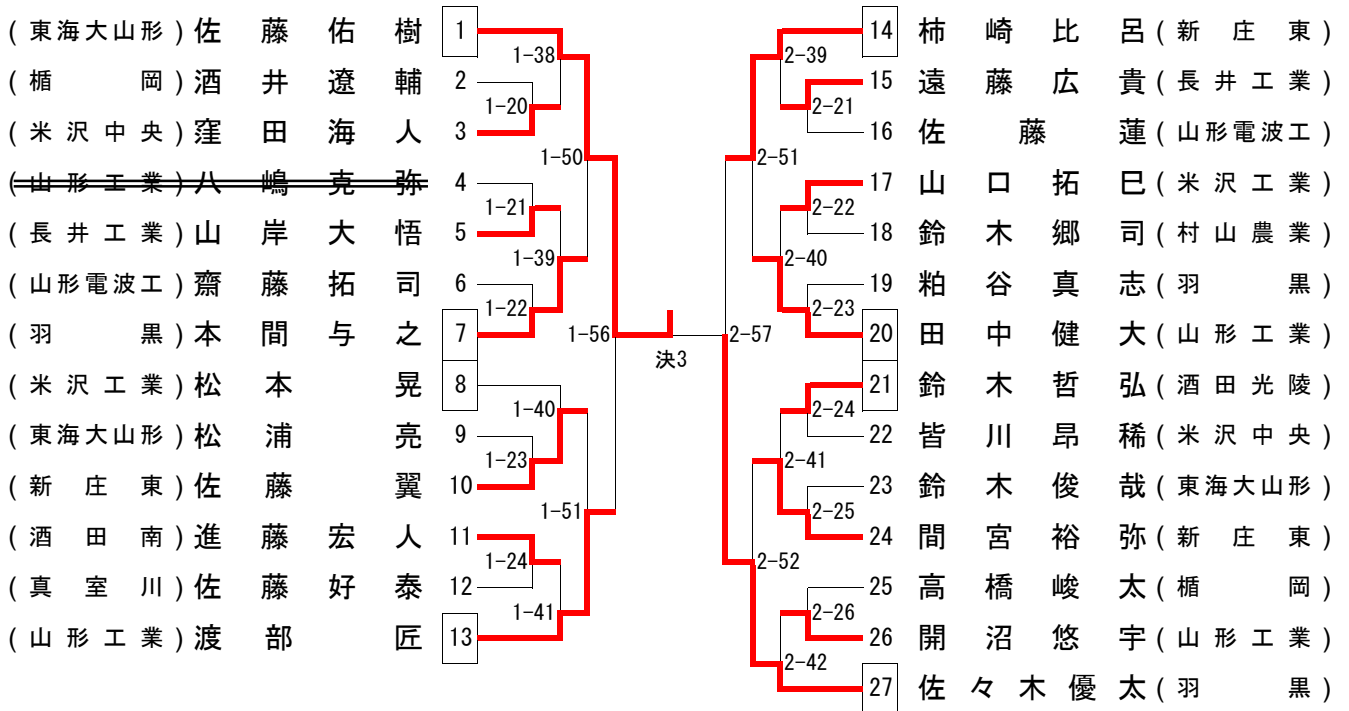 (東海大山形) 佐藤佑樹 1
(楯岡) 酒井遼輔 2
(米沢中央) 窪田海人 3
(山形工業) 八嶋克弥 4
(長井工業) 山岸大悟 5
(山形電波工) 齋藤拓司 6
(羽黒) 本間与之 7
(米沢工業) 松本晃 8
(東海大山形) 松浦亮 9
(新庄東) 佐藤翼 10
(酒田南) 進藤宏人 11
(真室川) 佐藤好泰 12
(山形工業) 渡部匠 13
1-38
1-20
1-50
1-21
1-39
1-22
1-56
1-40
1-23
1-51
1-24
1-41
決3
2-39
2-21
2-51
2-22
2-40
2-23
2-57
2-24
2-41
2-25
2-52
2-26
2-42
14 柿崎比呂 (新庄東)
15 遠藤広貴 (長井工業)
16 佐藤蓮 (山形電波工)
17 山口拓巳 (米沢工業)
18 鈴木郷司 (村山農業)
19 粕谷真志 (羽黒)
20 田中健大 (山形工業)
21 鈴木哲弘 (酒田光陵)
22 皆川昂稀 (米沢中央)
23 鈴木俊哉 (東海大山形)
24 間宮裕弥 (新庄東)
25 高橋峻太 (楯岡)
26 開沼悠宇 (山形工業)
27 佐々木優太 (羽黒)